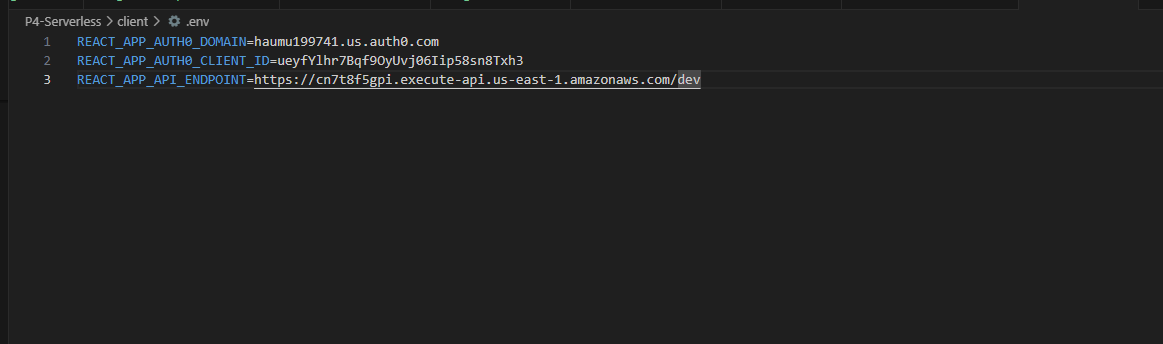 P4-Serverless > client > .env
1 REACT_APP_AUTH0_DOMAIN=haumu199741.us.auth0.com
2 REACT_APP_AUTH0_CLIENT_ID=ueyfYlhr7Bqf9OyUvj06Iip58sn8Txh3
3 REACT_APP_API_ENDPOINT=https://cn7t8f5gpi.execute-api.us-east-1.amazonaws.com/dev